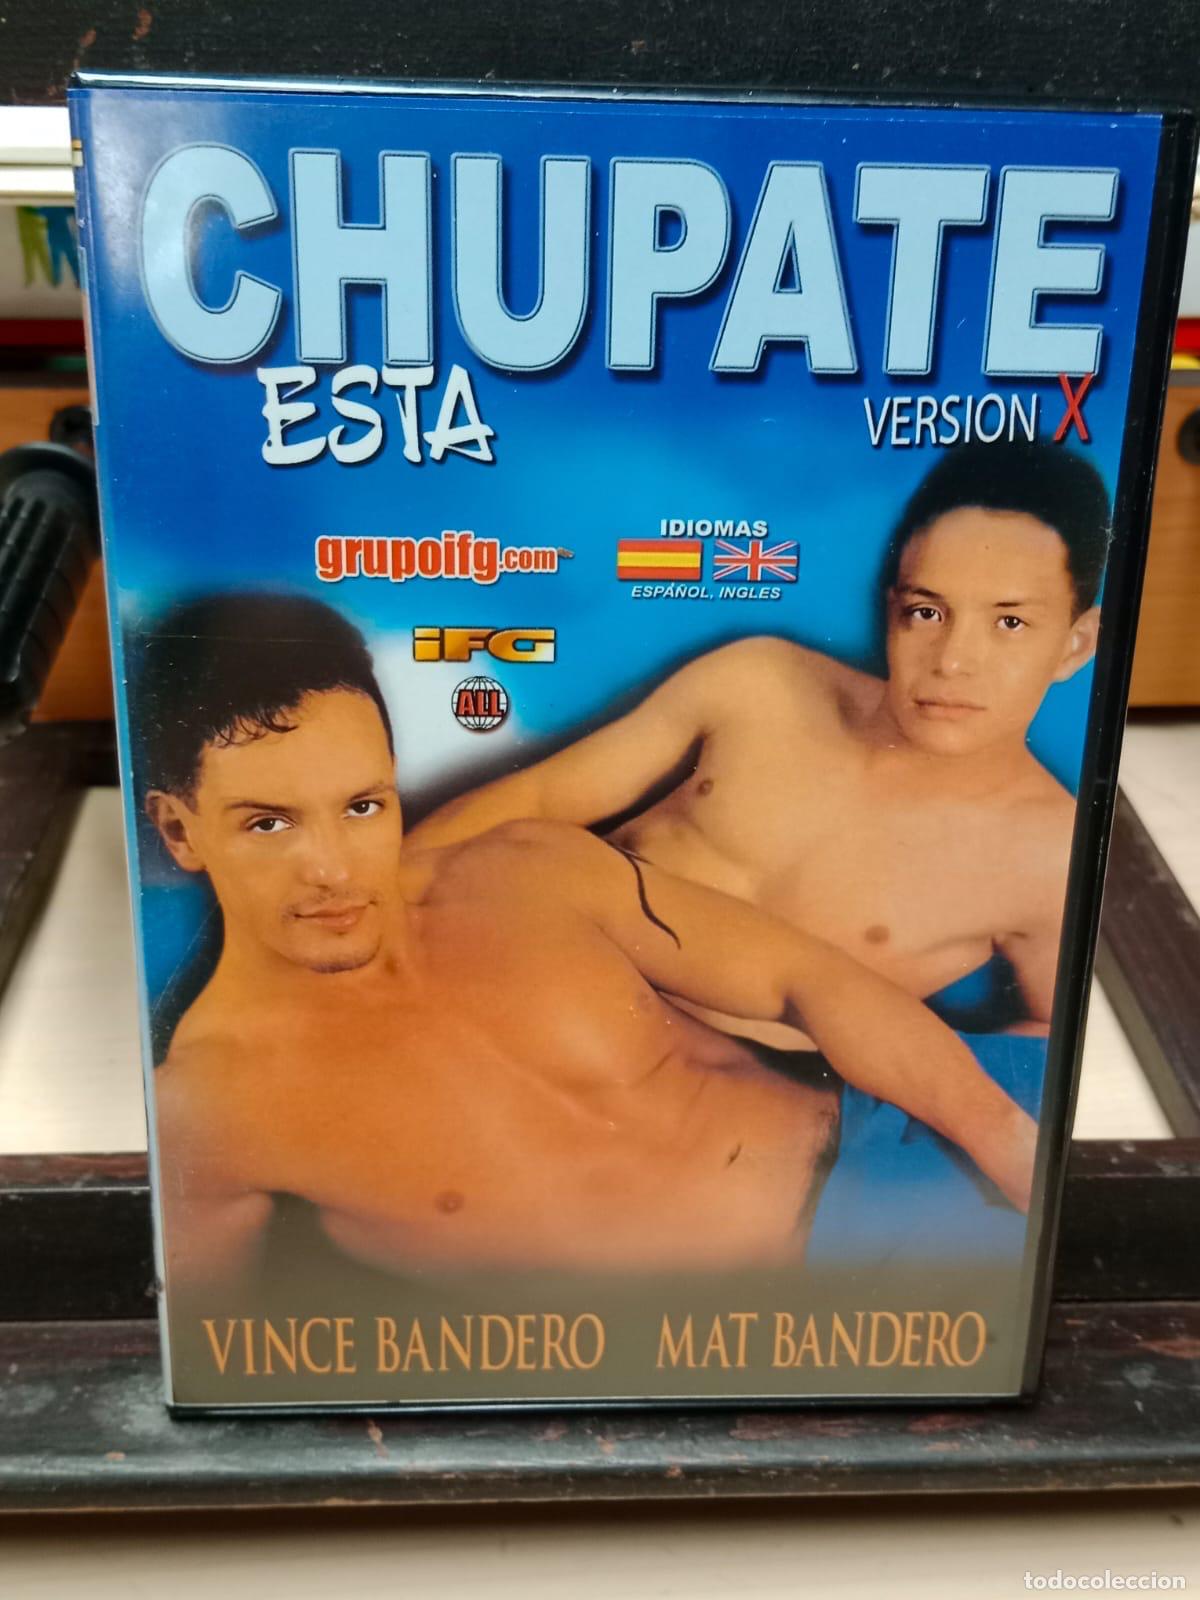 CHUPATE
ESTA
VERSION X
grupoifg.com
IDIOMAS
ESPAÑOL, INGLES
iFG
ALL
VINCE BANDERO MAT BANDERO
todocoleccion